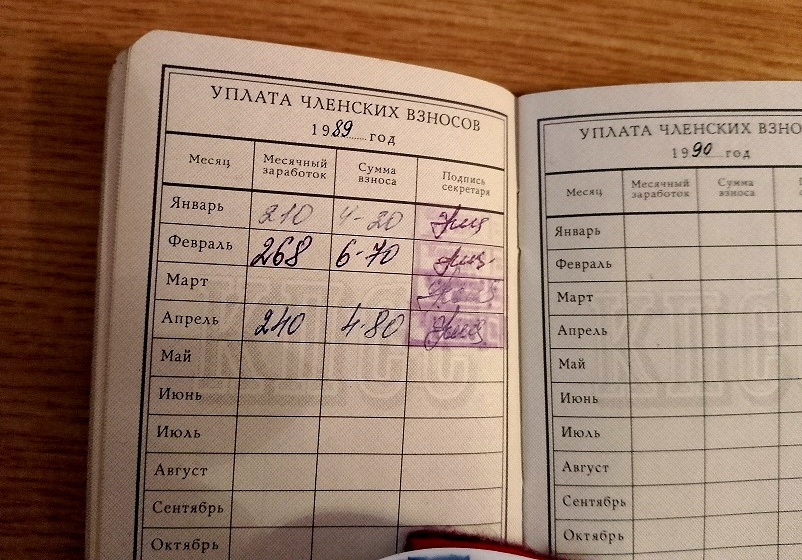 УПЛАТА ЧЛЕНСКИХ ВЗНОСОВ
1989 год
Месяц Месячный заработок Сумма взноса Подпись секретаря
Январь 210 4-20
Февраль 268 6-70
Март
Апрель 240 4-80
Май
Июнь
Июль
Август
Сентябрь
Октябрь
КПСС
УПЛАТА ЧЛЕНСКИХ ВЗНО
1990 год
Месяц Месячный заработок Сумма взноса
Январь
Февраль
Март
Апрель
Май
Июнь
Июль
Август
Сентябрь
Октябрь